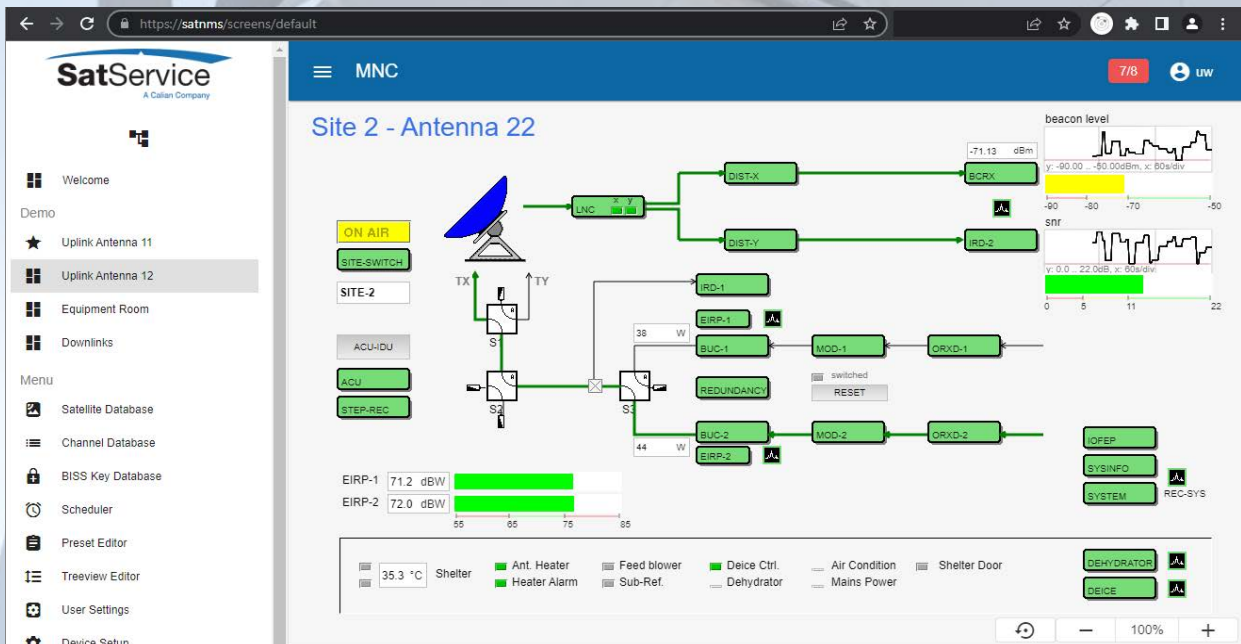 https://satnms/screens/default
SatService
A Calian Company
MNC
7/8
uw
Welcome
Demo
Uplink Antenna 11
Uplink Antenna 12
Equipment Room
Downlinks
Menu
Satellite Database
Channel Database
BISS Key Database
Scheduler
Preset Editor
Treeview Editor
User Settings
Device Setup
Site 2 - Antenna 22
beacon level
-71.13 dBm
y: -90.00 .. -50.00dBm, x: 60s/div
-90 -80 -70 -50
snr
y: 0.0 .. 22.0dB, x: 60s/div
0 5 11 22
DIST-X
BCRX
LNC
x y
DIST-Y
IRD-2
ON AIR
SITE-SWITCH
SITE-2
TX
TY
IRD-1
EIRP-1
S1
38 W
BUC-1
MOD-1
ORXD-1
ACU-IDU
ACU
STEP-REC
S2
S3
REDUNDANCY
switched
RESET
BUC-2
MOD-2
ORXD-2
44 W
EIRP-2
IOFEP
SYSINFO
SYSTEM
REC-SYS
EIRP-1 71.2 dBW
EIRP-2 72.0 dBW
55 65 75 85
35.3 °C Shelter
Ant. Heater
Heater Alarm
Feed blower
Sub-Ref.
Deice Ctrl.
Dehydrator
Air Condition
Mains Power
Shelter Door
DEHYDRATOR
DEICE
100%